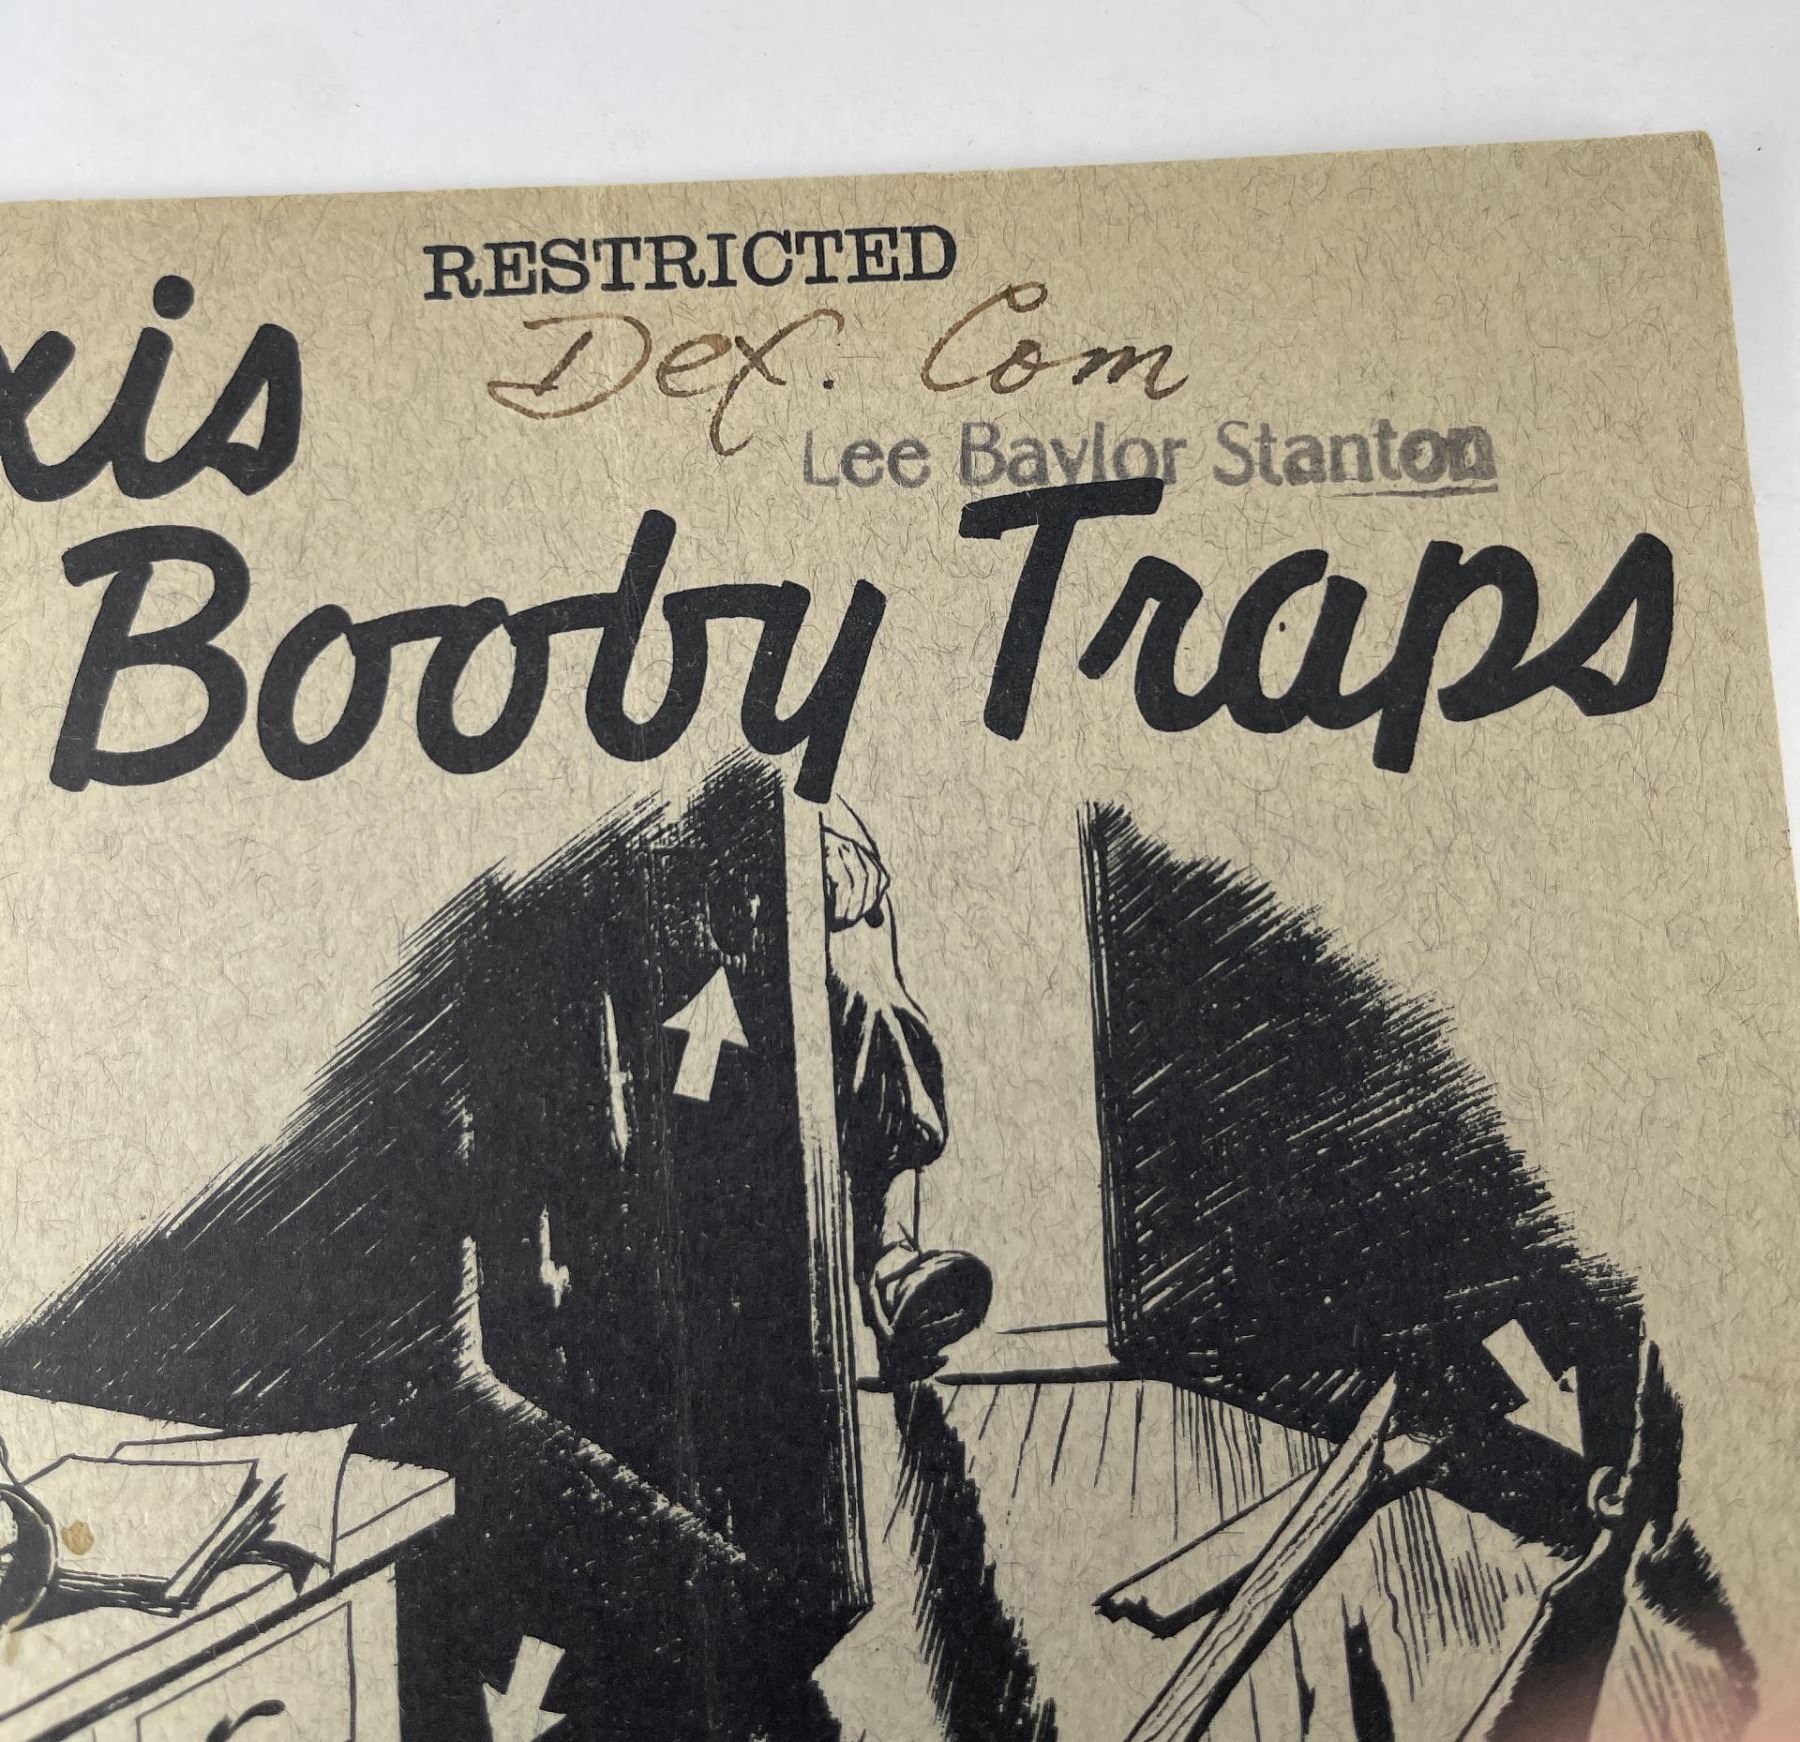 RESTRICTED
Dex. Com
Lee Baylor Stanton
xis
Booby Traps